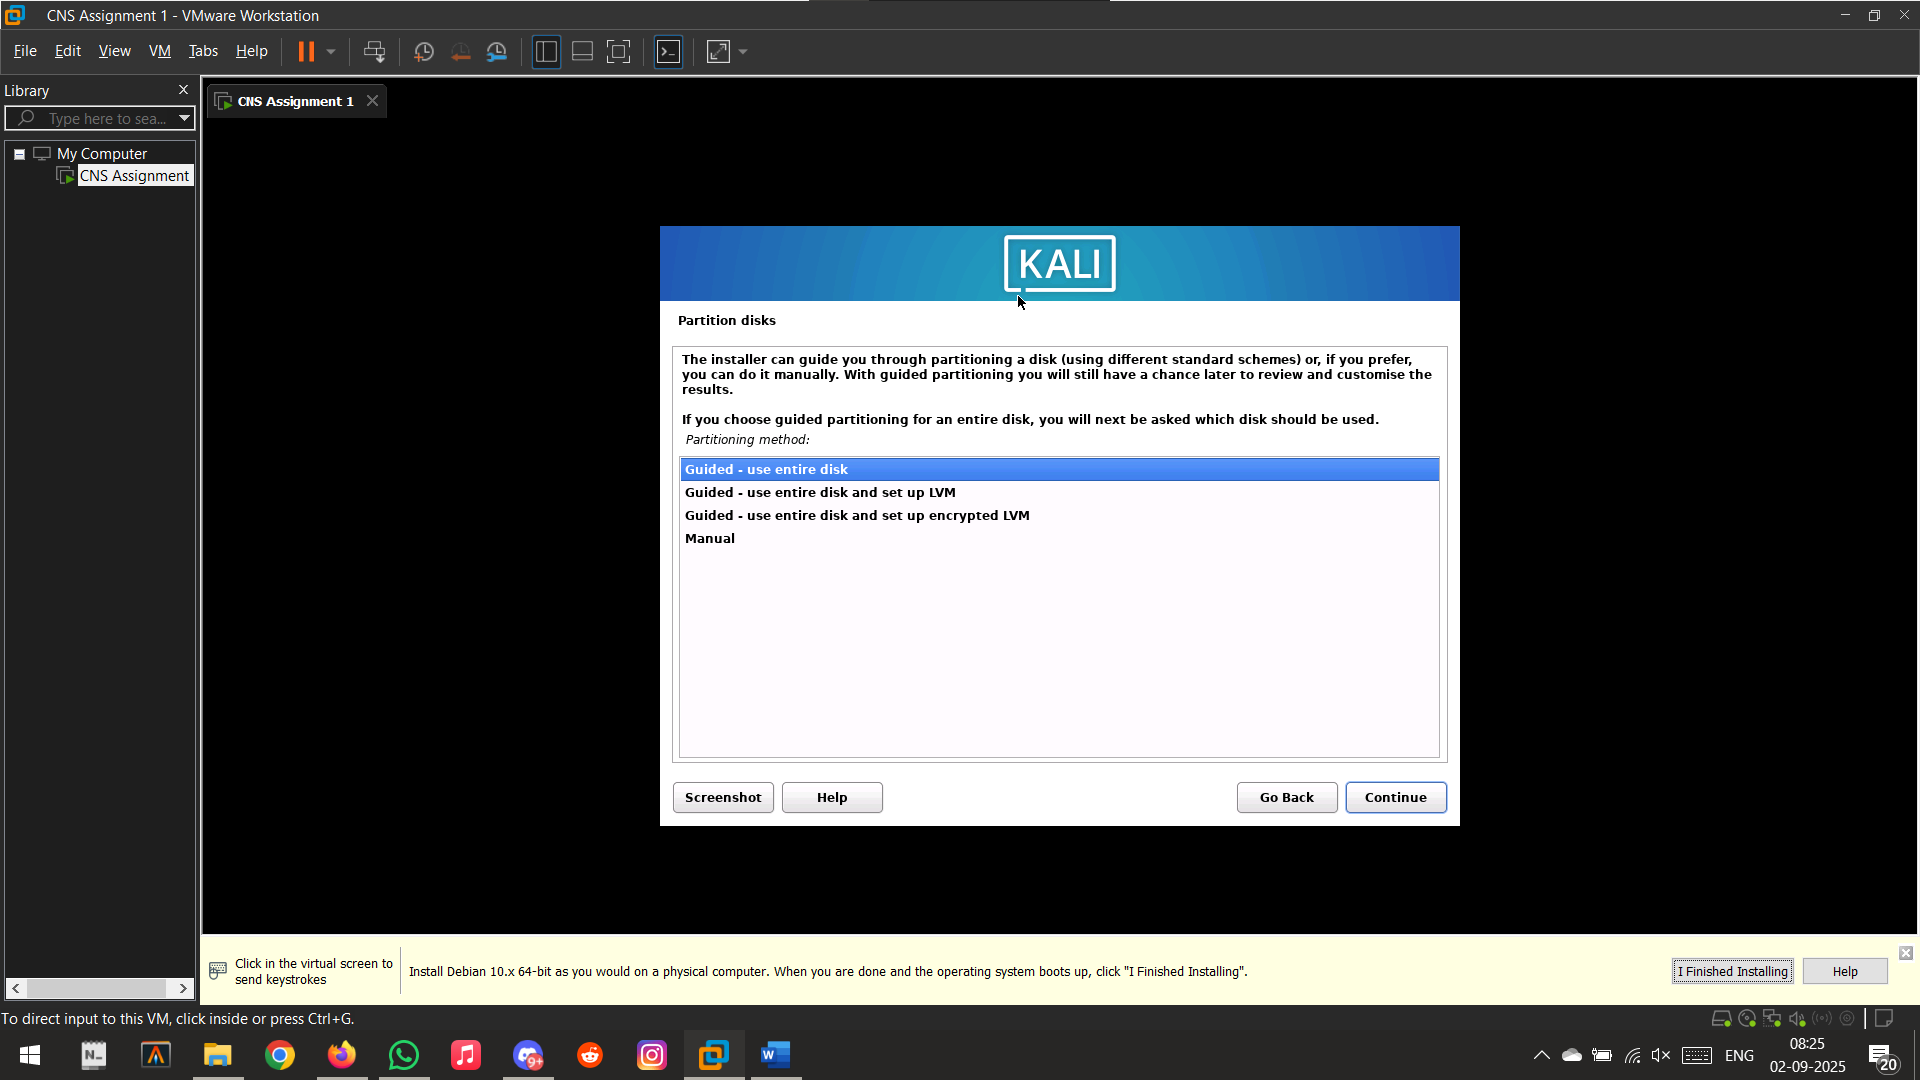 CNS Assignment 1 - VMware Workstation
File Edit View VM Tabs Help
Library
Type here to sea...
My Computer
CNS Assignment
CNS Assignment 1
KALI
Partition disks
The installer can guide you through partitioning a disk (using different standard schemes) or, if you prefer,
you can do it manually. With guided partitioning you will still have a chance later to review and customise the
results.
If you choose guided partitioning for an entire disk, you will next be asked which disk should be used.
Partitioning method:
Guided - use entire disk
Guided - use entire disk and set up LVM
Guided - use entire disk and set up encrypted LVM
Manual
Screenshot
Help
Go Back
Continue
Click in the virtual screen to
send keystrokes
Install Debian 10.x 64-bit as you would on a physical computer. When you are done and the operating system boots up, click "I Finished Installing".
I Finished Installing
Help
To direct input to this VM, click inside or press Ctrl+G.
N
9+
W
ENG
08:25
02-09-2025
20